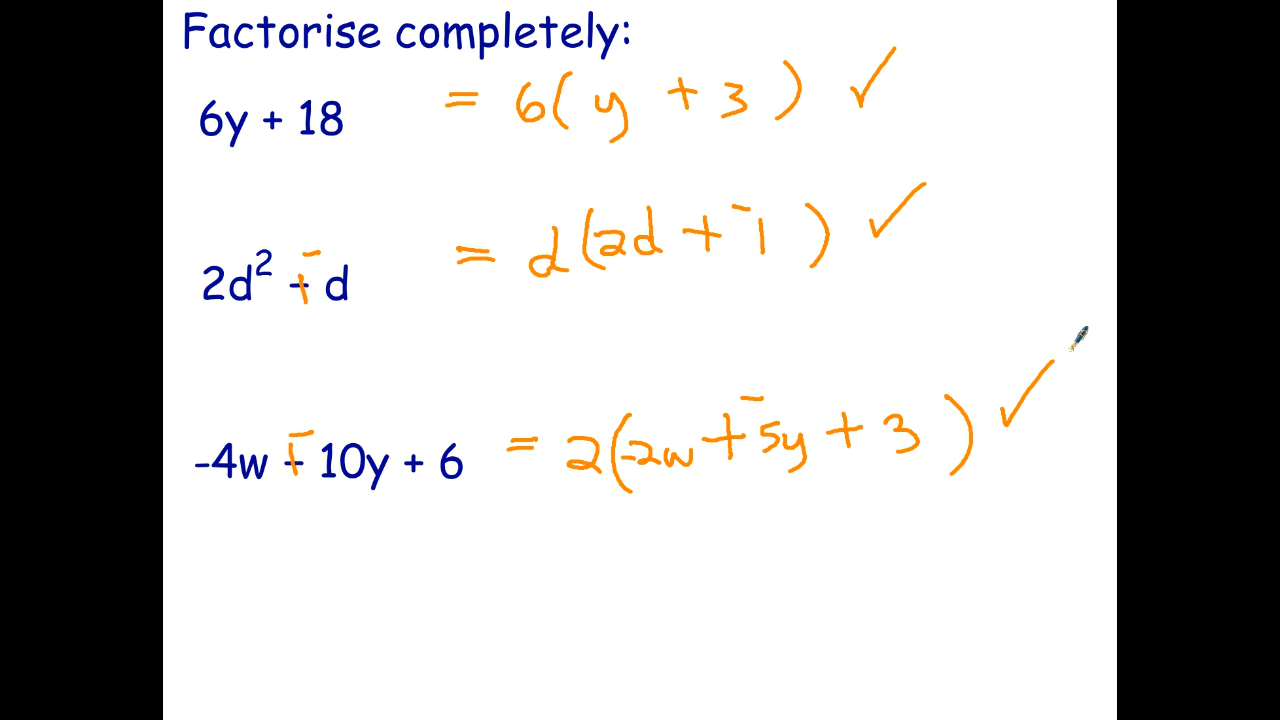 Factorise completely:
6y + 18 = 6( y + 3 ) ✓
2d² + ⁻d = d(2d + ⁻1 ) ✓
-4w + ⁻10y + 6 = 2(-2w + ⁻5y + 3 ) ✓